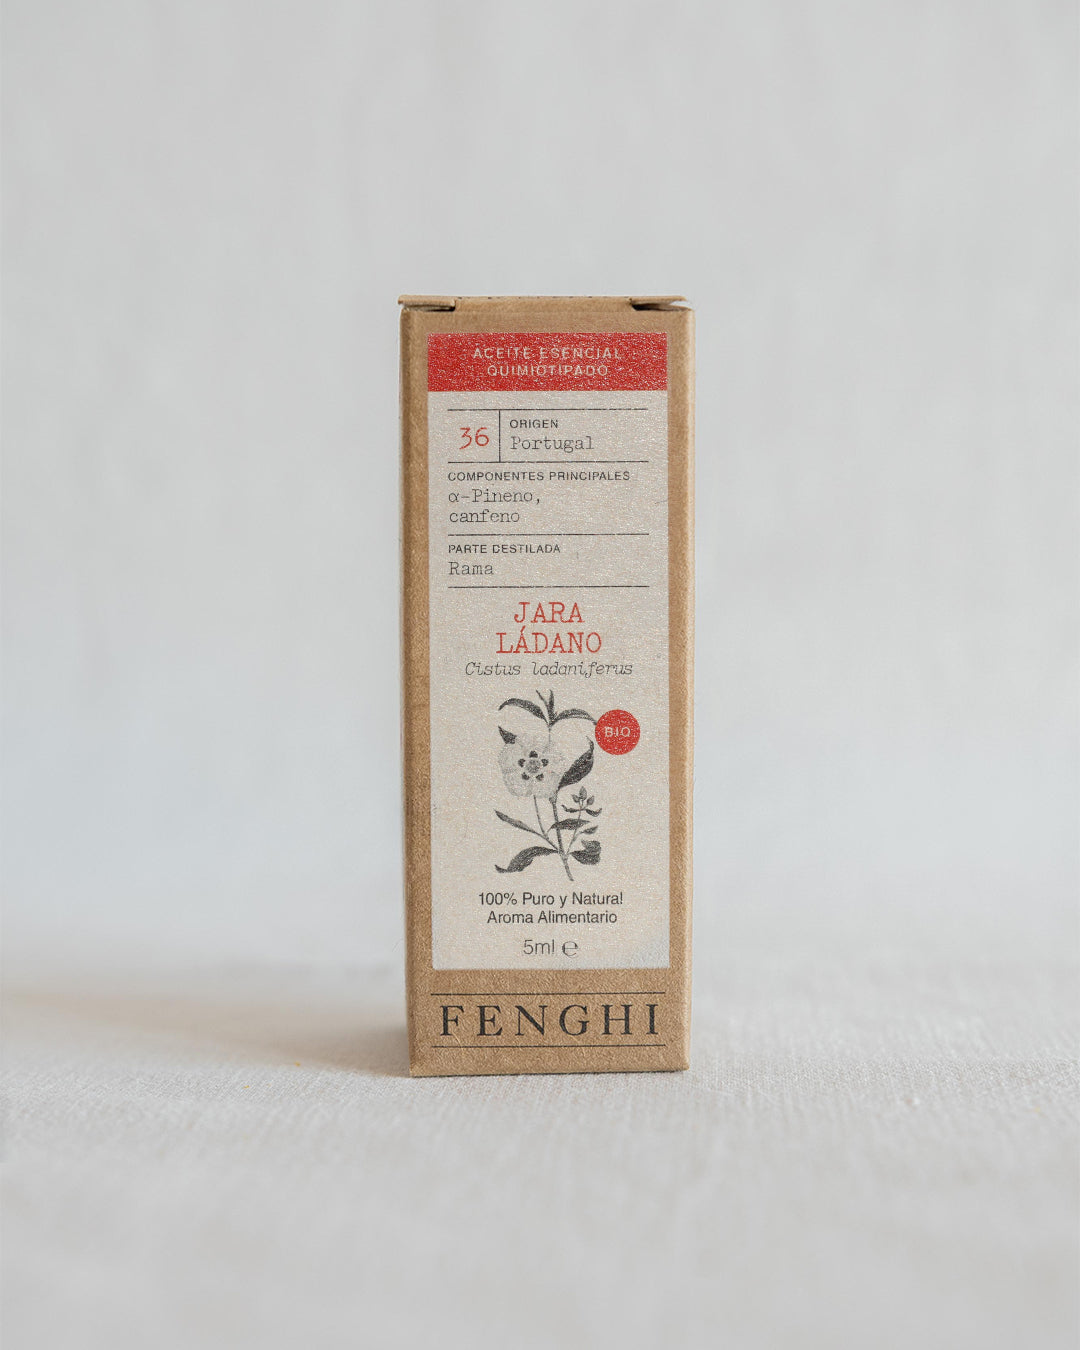 ACEITE ESENCIAL
QUIMIOTIPADO
36
ORIGEN
Portugal
COMPONENTES PRINCIPALES
α-Pineno,
canfeno
PARTE DESTILADA
Rama
JARA
LÁDANO
Cistus ladaniferus
BIO
100% Puro y Natural
Aroma Alimentario
5ml ℮
FENGHI